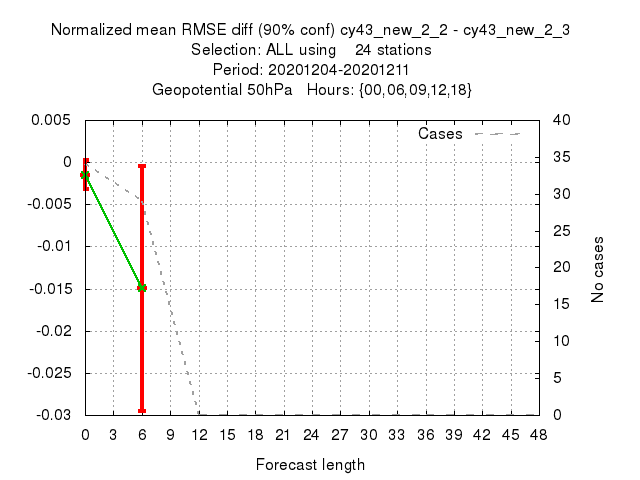 Normalized mean RMSE diff (90% conf) cy43_new_2_2 - cy43_new_2_3
Selection: ALL using 24 stations
Period: 20201204-20201211
Geopotential 50hPa Hours: {00,06,09,12,18}
Cases
0.005
0
-0.005
-0.01
-0.015
-0.02
-0.025
-0.03
40
35
30
25
20
15
10
5
0
No cases
0 3 6 9 12 15 18 21 24 27 30 33 36 39 42 45 48
Forecast length